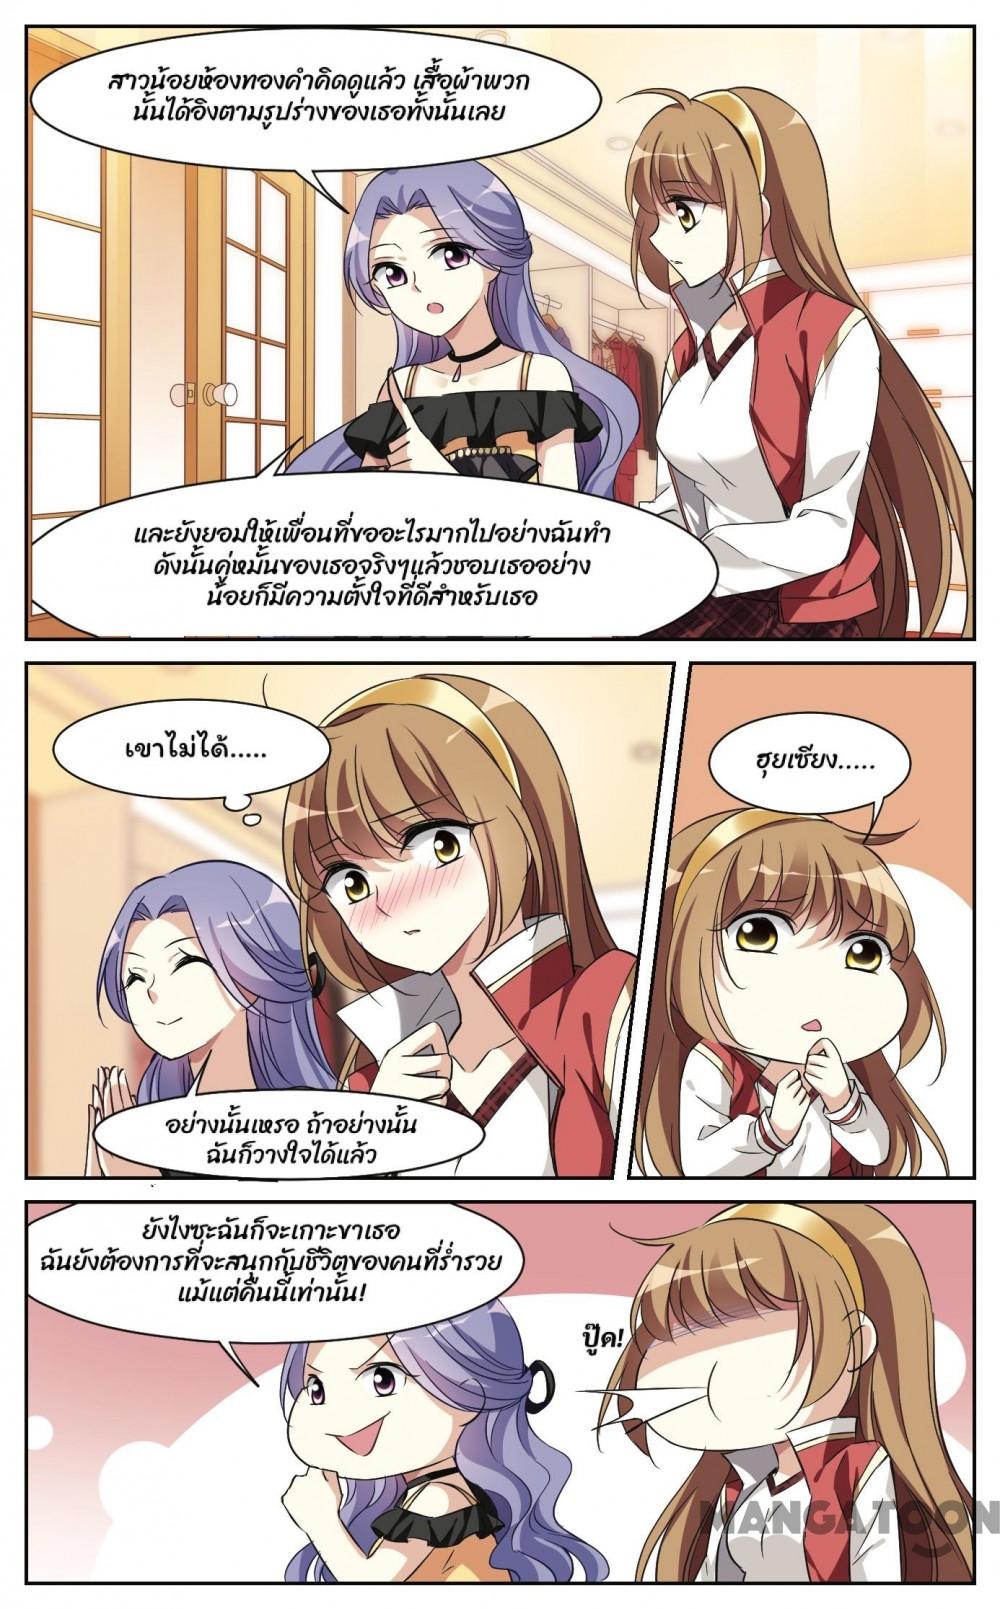 สาวน้อยห้องทองคำคิดดูแล้ว เสื้อผ้าพวก
นั้นได้อิงตามรูปร่างของเธอทั้งนั้นเลย
และยังยอมให้เพื่อนที่ขออะไรมากไปอย่างฉันทำ
ดังนั้นคู่หมั้นของเธอจริงๆแล้วชอบเธออย่าง
น้อยก็มีความตั้งใจที่ดีสำหรับเธอ
เขาไม่ได้.....
ฮุยเซียง.....
อย่างนั้นเหรอ ถ้าอย่างนั้น
ฉันก็วางใจได้แล้ว
ยังไงซะฉันก็จะเกาะขาเธอ
ฉันยังต้องการที่จะสนุกกับชีวิตของคนที่ร่ำรวย
แม้แต่คืนนี้เท่านั้น!
ปู๊ด!
MANGATOON